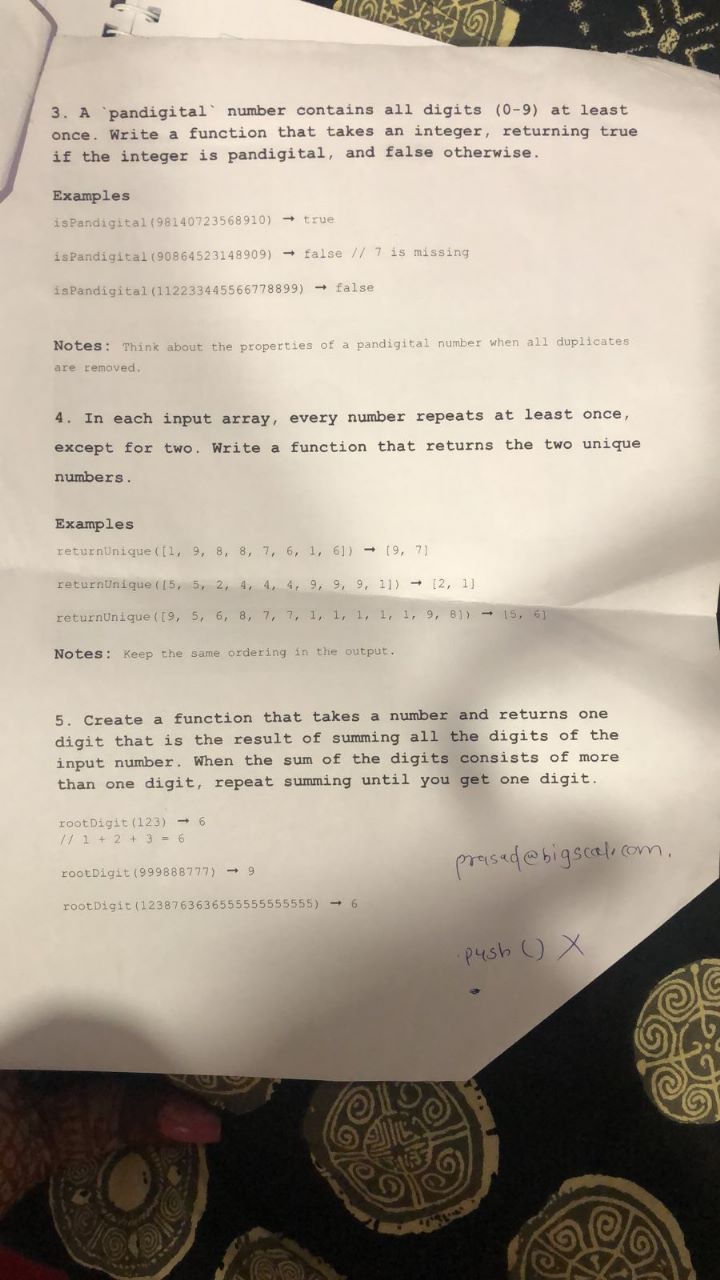 3. A `pandigital` number contains all digits (0-9) at least
once. Write a function that takes an integer, returning true
if the integer is pandigital, and false otherwise.
Examples
isPandigital(98140723568910) → true
isPandigital(90864523148909) → false // 7 is missing
isPandigital(112233445566778899) → false
Notes: Think about the properties of a pandigital number when all duplicates
are removed.
4. In each input array, every number repeats at least once,
except for two. Write a function that returns the two unique
numbers.
Examples
returnUnique([1, 9, 8, 8, 7, 6, 1, 6]) → [9, 7]
returnUnique([5, 5, 2, 4, 4, 4, 9, 9, 9, 1]) → [2, 1]
returnUnique([9, 5, 6, 8, 7, 7, 1, 1, 1, 1, 1, 9, 8]) → [5, 6]
Notes: Keep the same ordering in the output.
5. Create a function that takes a number and returns one
digit that is the result of summing all the digits of the
input number. When the sum of the digits consists of more
than one digit, repeat summing until you get one digit.
rootDigit(123) → 6
// 1 + 2 + 3 = 6
rootDigit(999888777) → 9
rootDigit(1238763636555555555555) → 6
.push () X